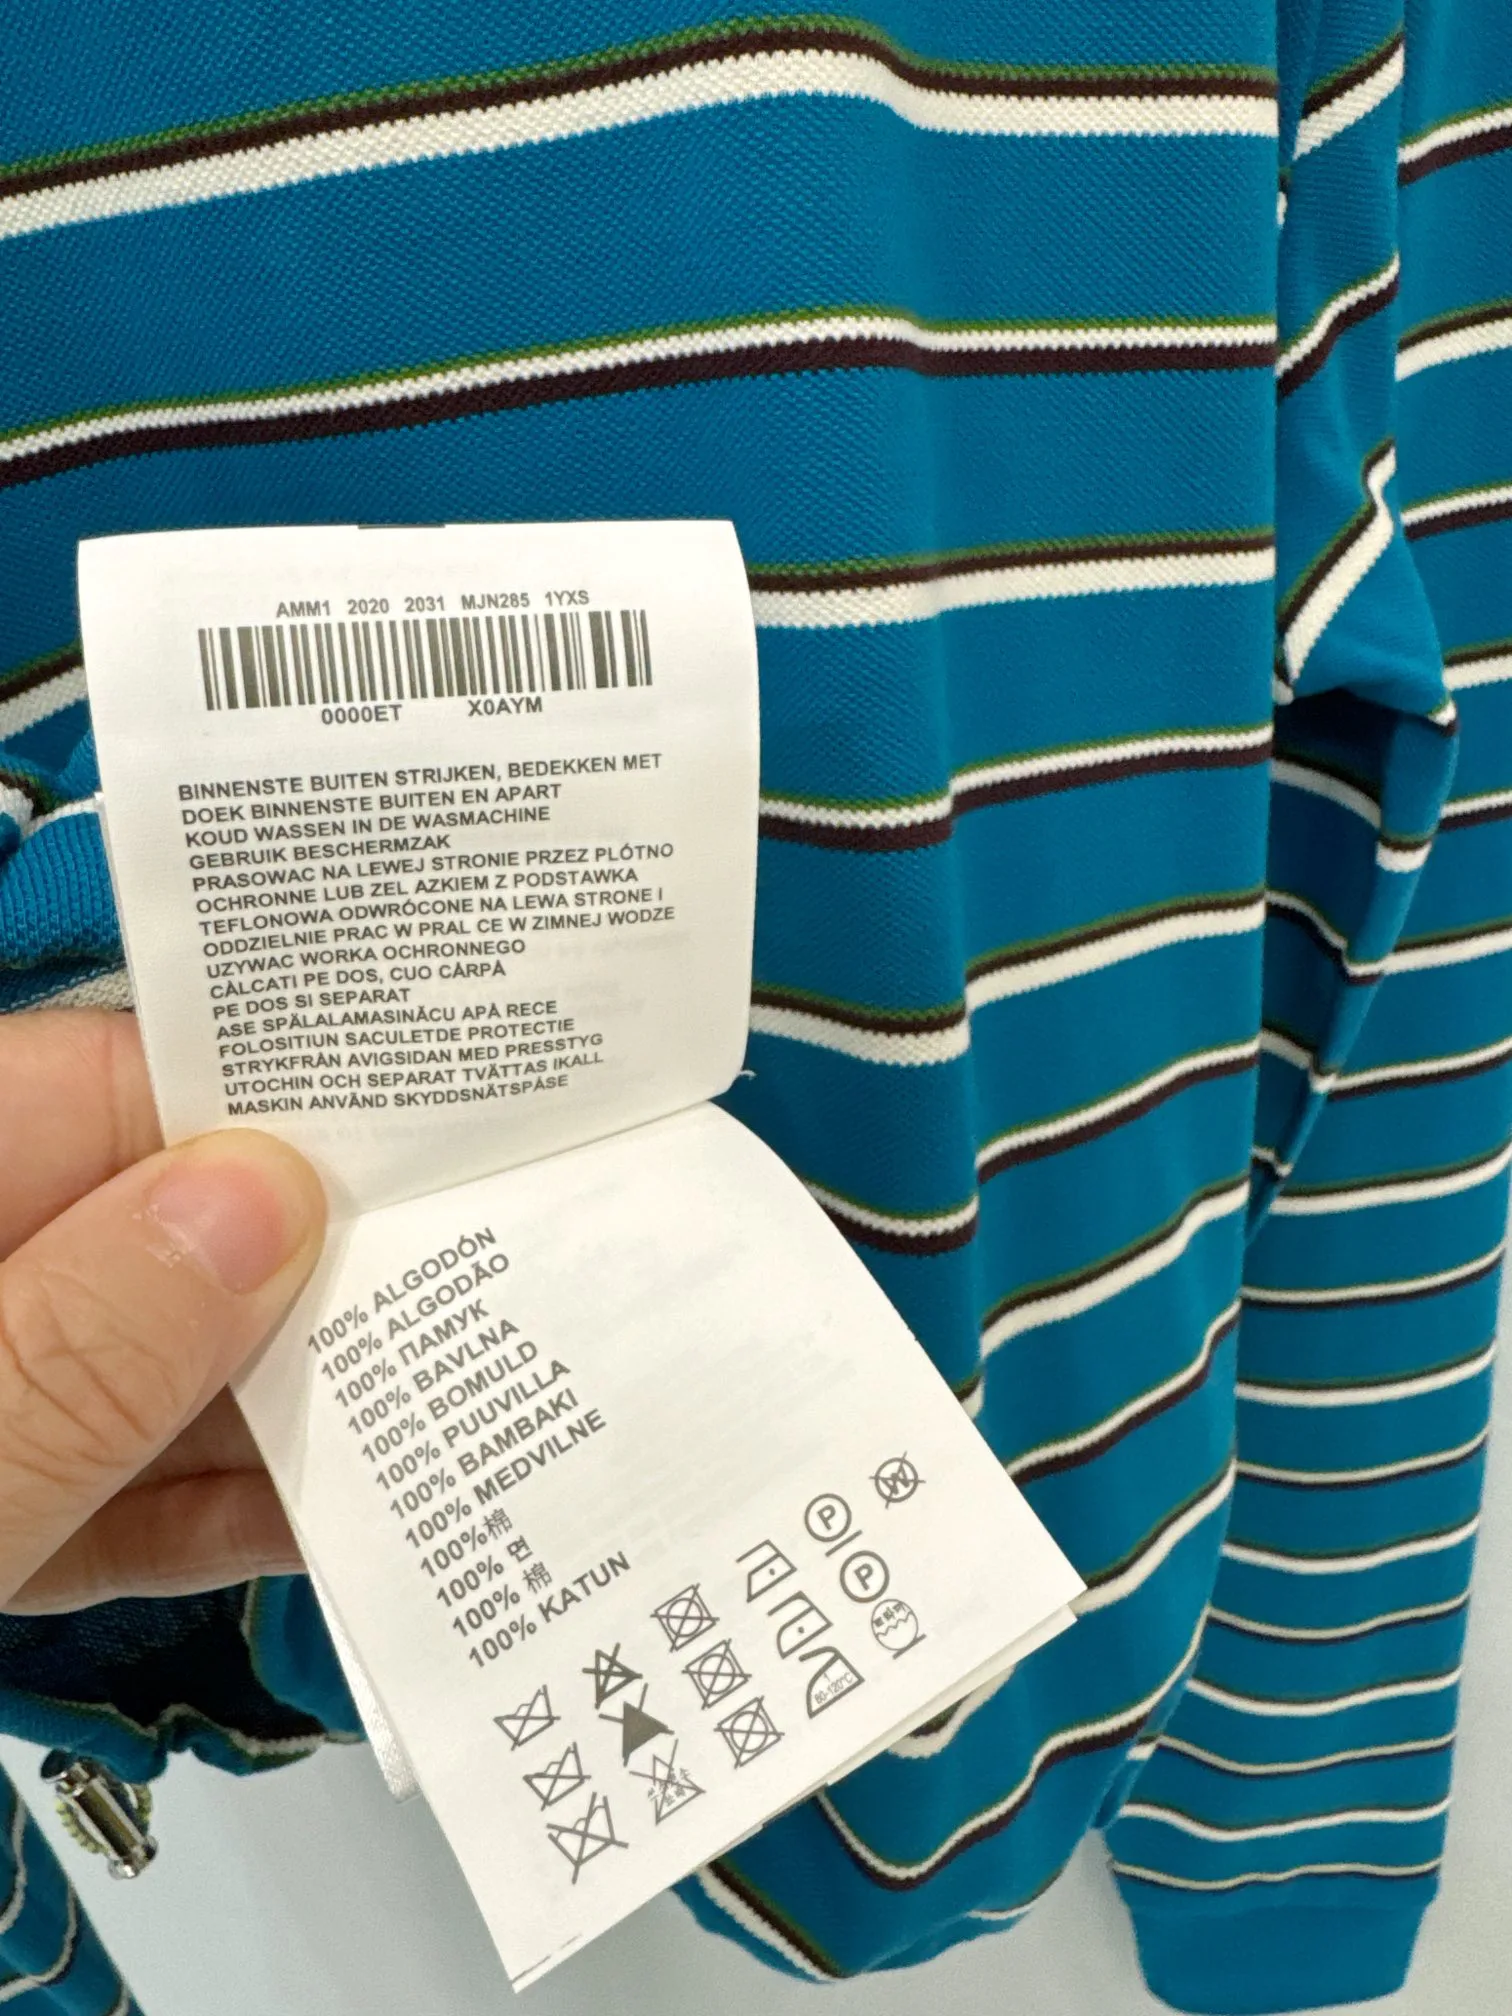 AMM1 2020 2031 MJN285 1YXS
0000ET X0AYM
BINNENSTE BUITEN STRIJKEN, BEDEKKEN MET
DOEK BINNENSTE BUITEN EN APART
KOUD WASSEN IN DE WASMACHINE
GEBRUIK BESCHERMZAK
PRASOWAC NA LEWEJ STRONIE PRZEZ PLÓTNO
OCHRONNE LUB ZEL AZKIEM Z PODSTAWKA
TEFLONOWA ODWRÓCONE NA LEWA STRONE I
ODDZIELNIE PRAC W PRAL CE W ZIMNEJ WODZE
UZYWAC WORKA OCHRONNEGO
CÅLCATI PE DOS, CUO CÅRPÅ
PE DOS SI SEPARAT
ASE SPÄLALAMASINĂCU APÅ RECE
FOLOSITIUN SACULETDE PROTECTIE
STRYKFRÅN AVIGSIDAN MED PRESSTYG
UTOCHIN OCH SEPARAT TVÄTTAS IKALL
MASKIN ANVÄND SKYDDSNÄTSPÅSE
100% ALGODÓN
100% ALGODÃO
100% ПАМУК
100% BAVLNA
100% BOMULD
100% PUUVILLA
100% BAMBAKI
100% MEDVILNE
100%棉
100% 면
100% 棉
100% KATUN
W
P
P
80-120°C